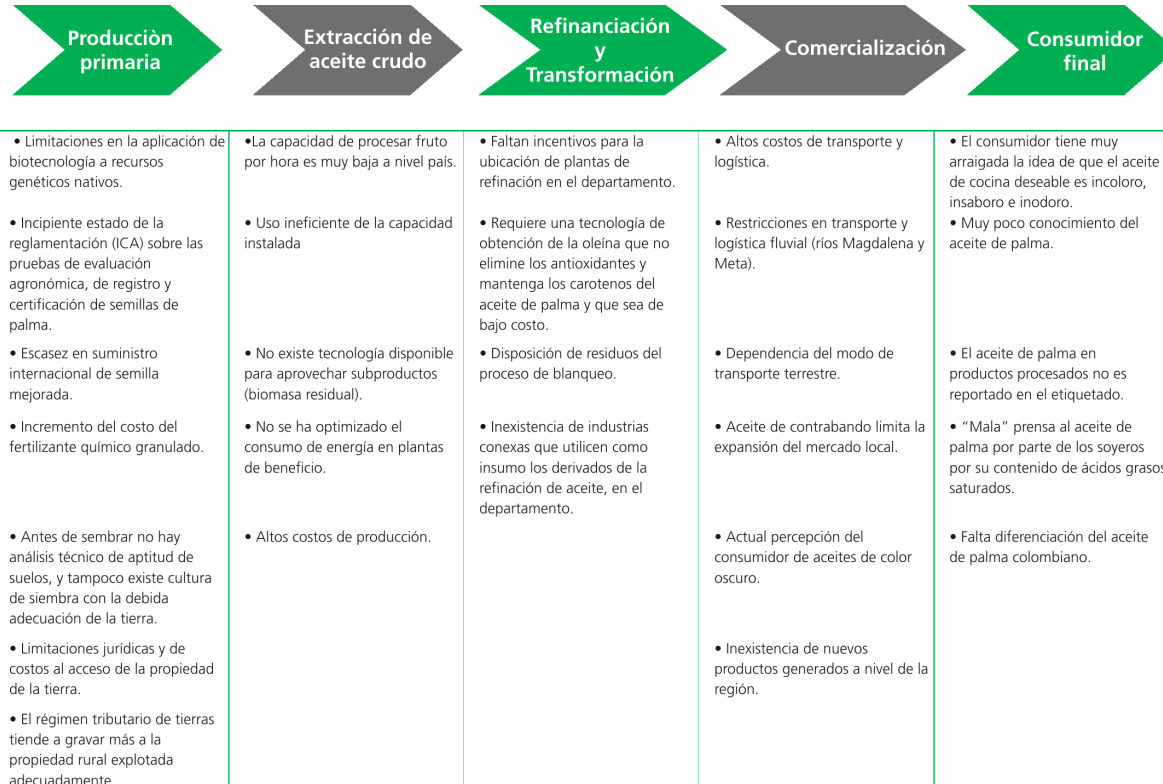 Producciòn
primaria
Extracción de
aceite crudo
Refinanciación
y
Transformación
Comercialización
Consumidor
final
• Limitaciones en la aplicación de
biotecnología a recursos
genéticos nativos.
• Incipiente estado de la
reglamentación (ICA) sobre las
pruebas de evaluación
agronómica, de registro y
certificación de semillas de
palma.
• Escasez en suministro
internacional de semilla
mejorada.
• Incremento del costo del
fertilizante químico granulado.
• Antes de sembrar no hay
análisis técnico de aptitud de
suelos, y tampoco existe cultura
de siembra con la debida
adecuación de la tierra.
• Limitaciones jurídicas y de
costos al acceso de la propiedad
de la tierra.
• El régimen tributario de tierras
tiende a gravar más a la
propiedad rural explotada
adecuadamente
•La capacidad de procesar fruto
por hora es muy baja a nivel país.
• Uso ineficiente de la capacidad
instalada
• No existe tecnología disponible
para aprovechar subproductos
(biomasa residual).
• No se ha optimizado el
consumo de energía en plantas
de beneficio.
• Altos costos de producción.
• Faltan incentivos para la
ubicación de plantas de
refinación en el departamento.
• Requiere una tecnología de
obtención de la oleína que no
elimine los antioxidantes y
mantenga los carotenos del
aceite de palma y que sea de
bajo costo.
• Disposición de residuos del
proceso de blanqueo.
• Inexistencia de industrias
conexas que utilicen como
insumo los derivados de la
refinación de aceite, en el
departamento.
• Altos costos de transporte y
logística.
• Restricciones en transporte y
logística fluvial (ríos Magdalena y
Meta).
• Dependencia del modo de
transporte terrestre.
• Aceite de contrabando limita la
expansión del mercado local.
• Actual percepción del
consumidor de aceites de color
oscuro.
• Inexistencia de nuevos
productos generados a nivel de la
región.
• El consumidor tiene muy
arraigada la idea de que el aceite
de cocina deseable es incoloro,
insaboro e inodoro.
• Muy poco conocimiento del
aceite de palma.
• El aceite de palma en
productos procesados no es
reportado en el etiquetado.
• “Mala” prensa al aceite de
palma por parte de los soyeros
por su contenido de ácidos grasos
saturados.
• Falta diferenciación del aceite
de palma colombiano.